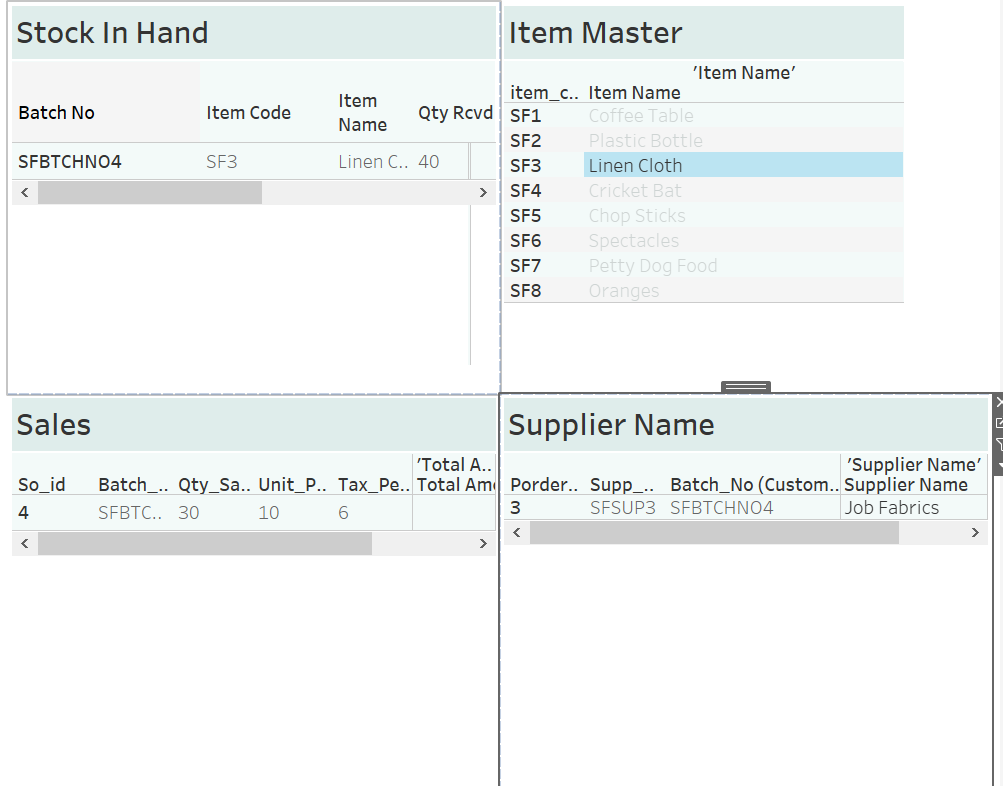 Stock In Hand
Batch No Item Code Item Name Qty Rcvd
SFBTCHNO4 SF3 Linen C.. 40
Item Master
'Item Name'
item_c.. Item Name
SF1 Coffee Table
SF2 Plastic Bottle
SF3 Linen Cloth
SF4 Cricket Bat
SF5 Chop Sticks
SF6 Spectacles
SF7 Petty Dog Food
SF8 Oranges
Sales
'Total A..
So_id Batch_.. Qty_Sa.. Unit_P.. Tax_Pe.. Total Am
4 SFBTC.. 30 10 6
Supplier Name
'Supplier Name'
Porder.. Supp_.. Batch_No (Custom.. Supplier Name
3 SFSUP3 SFBTCHNO4 Job Fabrics